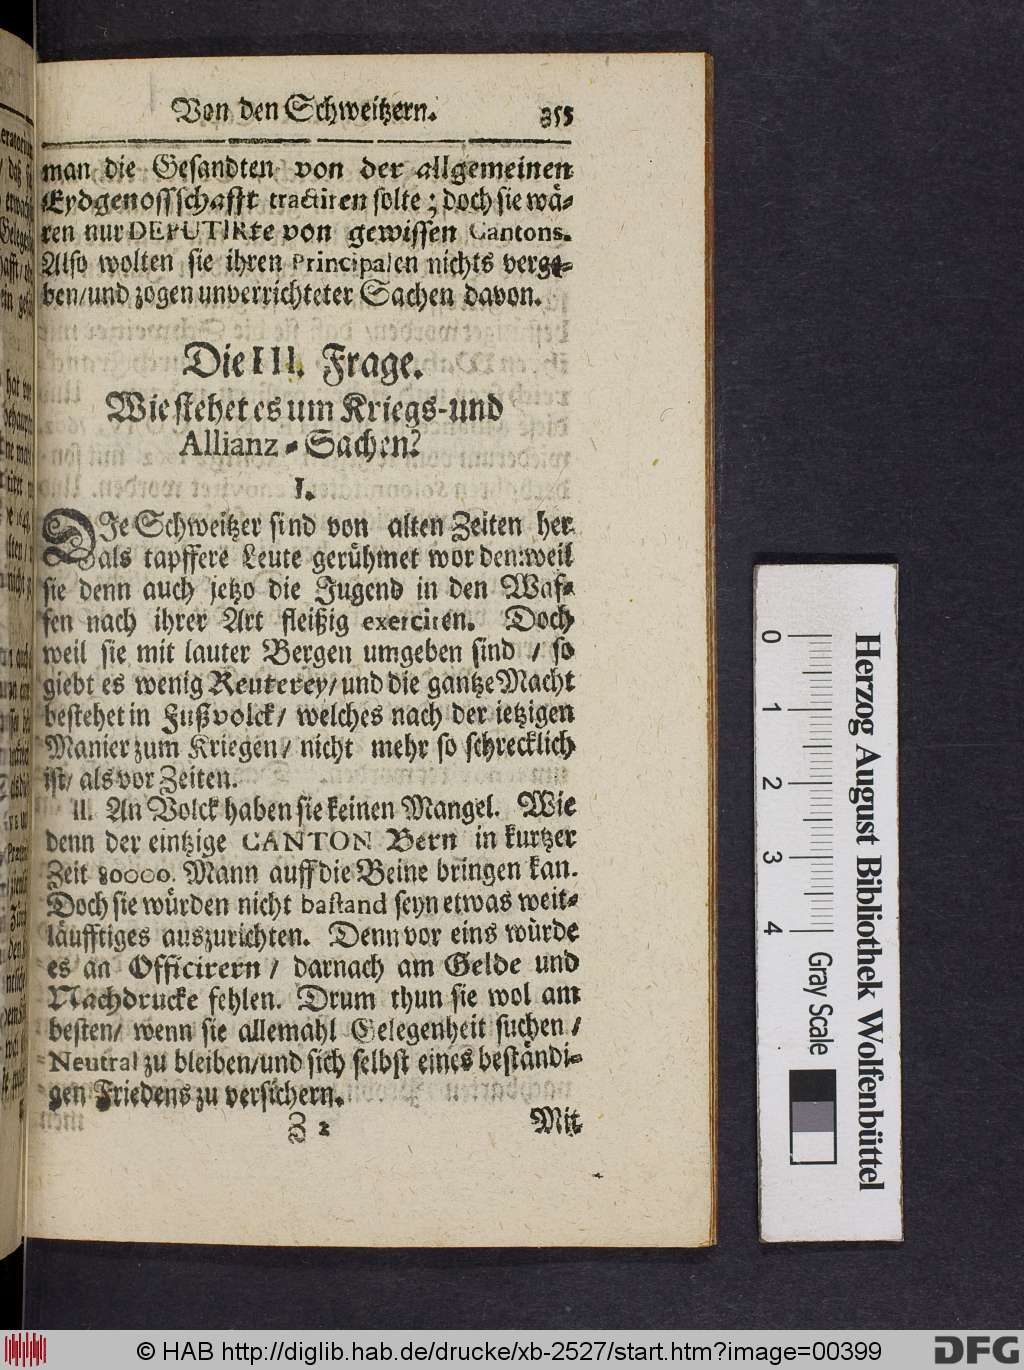 Von den Schweitzern. 355
man die Gesandten von der allgemeinen
Eydgenossschafft tractiren solte; doch sie wä-
ren nur DEPUTIRte von gewissen Cantons.
Also wolten sie ihren Principalen nichts verge-
ben/und zogen unverrichteter Sachen davon.
Die III. Frage.
Wie stehet es um Kriegs-und
Allianz-Sachen?
I.
DIe Schweitzer sind von alten Zeiten her
als tapffere Leute gerühmet worden: weil
sie denn auch jetzo die Jugend in den Waf-
fen nach ihrer Art fleißig exerciren. Doch
weil sie mit lauter Bergen umgeben sind / so
giebt es wenig Reuterey/und die gantze Macht
bestehet in Fußvolck/ welches nach der ietzigen
Manier zum Kriegen/ nicht mehr so schrecklich
ist/ als vor Zeiten.
II. An Volck haben sie keinen Mangel. Wie
denn der eintzige CANTON Bern in kurtzer
Zeit 80000. Mann auff die Beine bringen kan.
Doch sie würden nicht bastand seyn etwas weit-
läufftiges auszurichten. Denn vor eins würde
es an Officirern/ darnach am Gelde und
Nachdrucke fehlen. Drum thun sie wol am
besten/ wenn sie allemahl Gelegenheit suchen/
Neutral zu bleiben/und sich selbst eines beständi-
gen Friedens zu versichern.
Z 2 Mit
0 1 2 3 4
Gray Scale
Herzog August Bibliothek Wolfenbüttel
© HAB http://diglib.hab.de/drucke/xb-2527/start.htm?image=00399
DFG